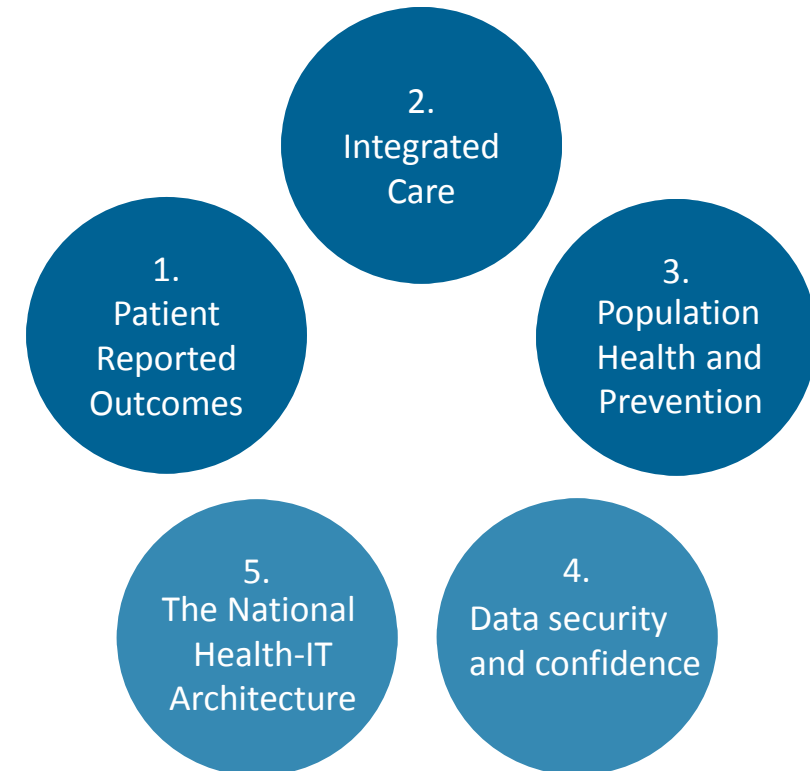 1.
Patient
Reported
Outcomes
2.
Integrated
Care
3.
Population
Health and
Prevention
4.
Data security
and confidence
5.
The National
Health-IT
Architecture